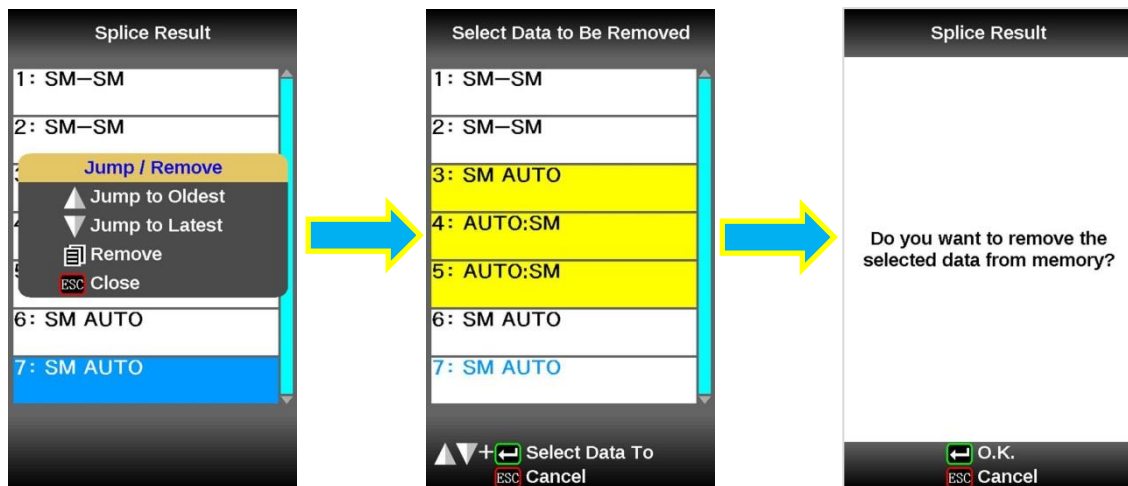 Splice Result
1: SM-SM
2: SM-SM
Jump / Remove
Jump to Oldest
Jump to Latest
Remove
ESC Close
6: SM AUTO
7: SM AUTO
Select Data to Be Removed
1: SM-SM
2: SM-SM
3: SM AUTO
4: AUTO:SM
5: AUTO:SM
6: SM AUTO
7: SM AUTO
+ Select Data To
ESC Cancel
Splice Result
Do you want to remove the
selected data from memory?
O.K.
ESC Cancel